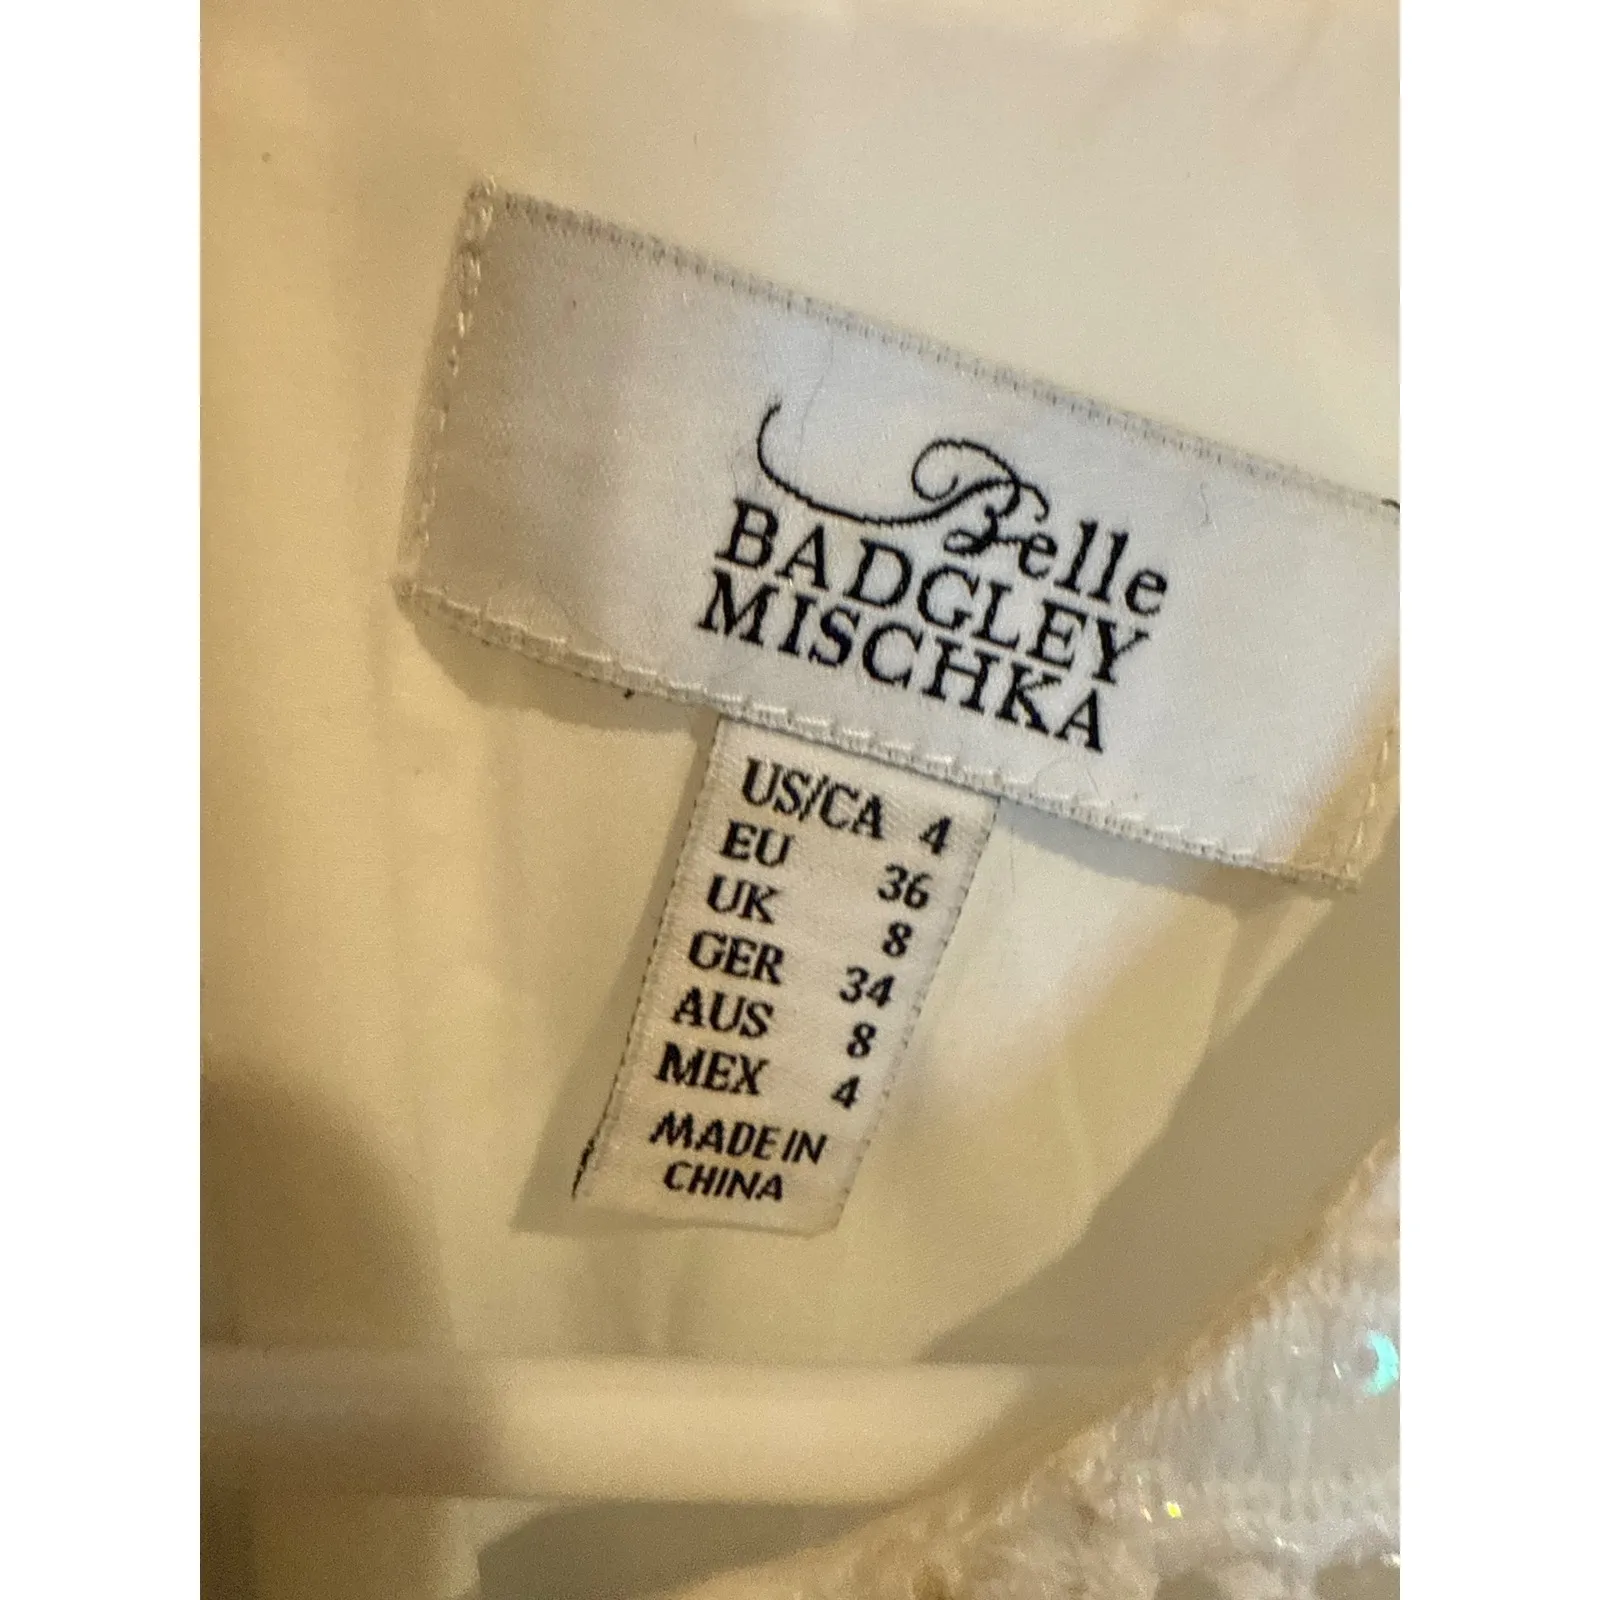 Belle
BADGLEY
MISCHKA
US/CA 4
EU 36
UK 8
GER 34
AUS 8
MEX 4
MADE IN
CHINA